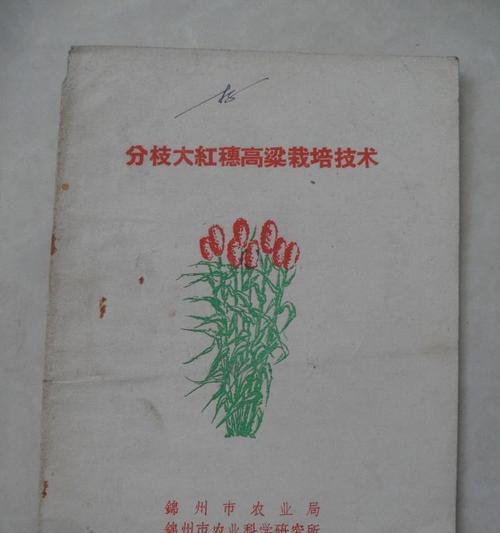 分枝大紅穗高粱栽培技术
錦州市农业局
錦州市农业科学研究所